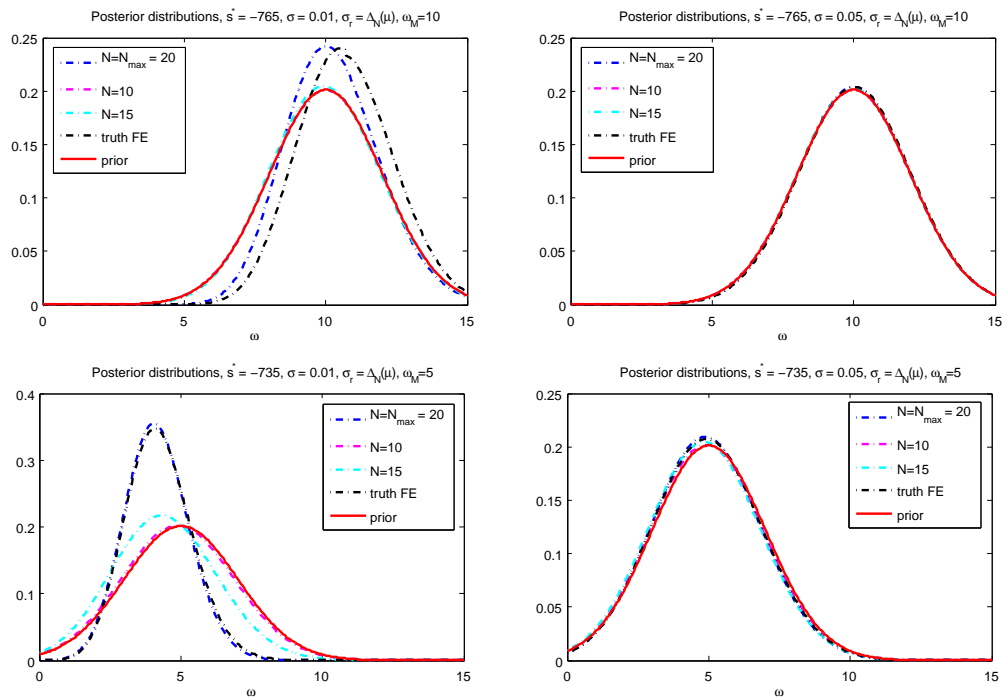 Posterior distributions, s* = −765, σ = 0.01, σr = ΔN(μ), ωM=10
0.25
0.2
0.15
0.1
0.05
0
0
5
10
15
ω
N=Nmax = 20
N=10
N=15
truth FE
prior
Posterior distributions, s* = −765, σ = 0.05, σr = ΔN(μ), ωM=10
0.25
0.2
0.15
0.1
0.05
0
0
5
10
15
ω
N=Nmax = 20
N=10
N=15
truth FE
prior
Posterior distributions, s* = −735, σ = 0.01, σr = ΔN(μ), ωM=5
0.4
0.3
0.2
0.1
0
0
5
10
15
ω
N=Nmax = 20
N=10
N=15
truth FE
prior
Posterior distributions, s* = −735, σ = 0.05, σr = ΔN(μ), ωM=5
0.25
0.2
0.15
0.1
0.05
0
0
5
10
15
ω
N=Nmax = 20
N=10
N=15
truth FE
prior